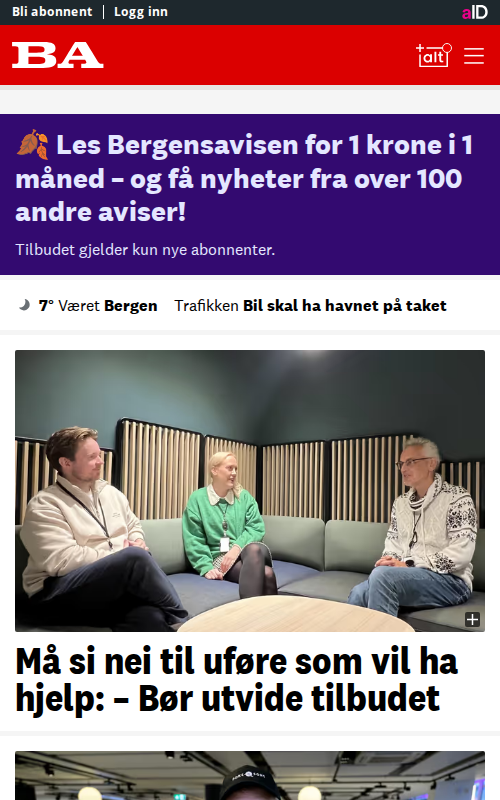 Bli abonnent | Logg inn
aID
BA
+alt
🍂 Les Bergensavisen for 1 krone i 1
måned – og få nyheter fra over 100
andre aviser!
Tilbudet gjelder kun nye abonnenter.
7° Været Bergen Trafikken Bil skal ha havnet på taket
Må si nei til uføre som vil ha
hjelp: – Bør utvide tilbudet